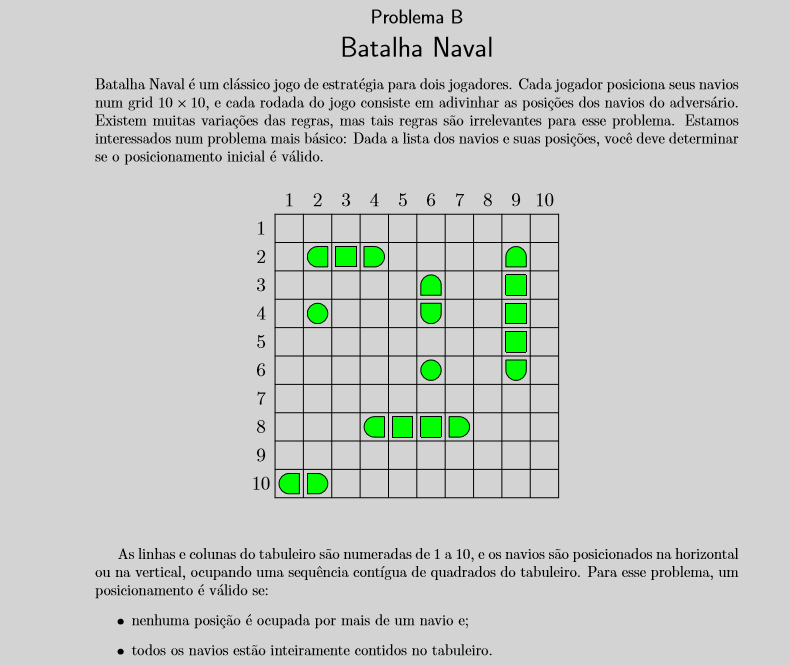 Problema B
Batalha Naval
Batalha Naval é um clássico jogo de estratégia para dois jogadores. Cada jogador posiciona seus navios
num grid 10 × 10, e cada rodada do jogo consiste em adivinhar as posições dos navios do adversário.
Existem muitas variações das regras, mas tais regras são irrelevantes para esse problema. Estamos
interessados num problema mais básico: Dada a lista dos navios e suas posições, você deve determinar
se o posicionamento inicial é válido.
1 2 3 4 5 6 7 8 9 10
1
2
3
4
5
6
7
8
9
10
As linhas e colunas do tabuleiro são numeradas de 1 a 10, e os navios são posicionados na horizontal
ou na vertical, ocupando uma sequência contígua de quadrados do tabuleiro. Para esse problema, um
posicionamento é válido se:
• nenhuma posição é ocupada por mais de um navio e;
• todos os navios estão inteiramente contidos no tabuleiro.